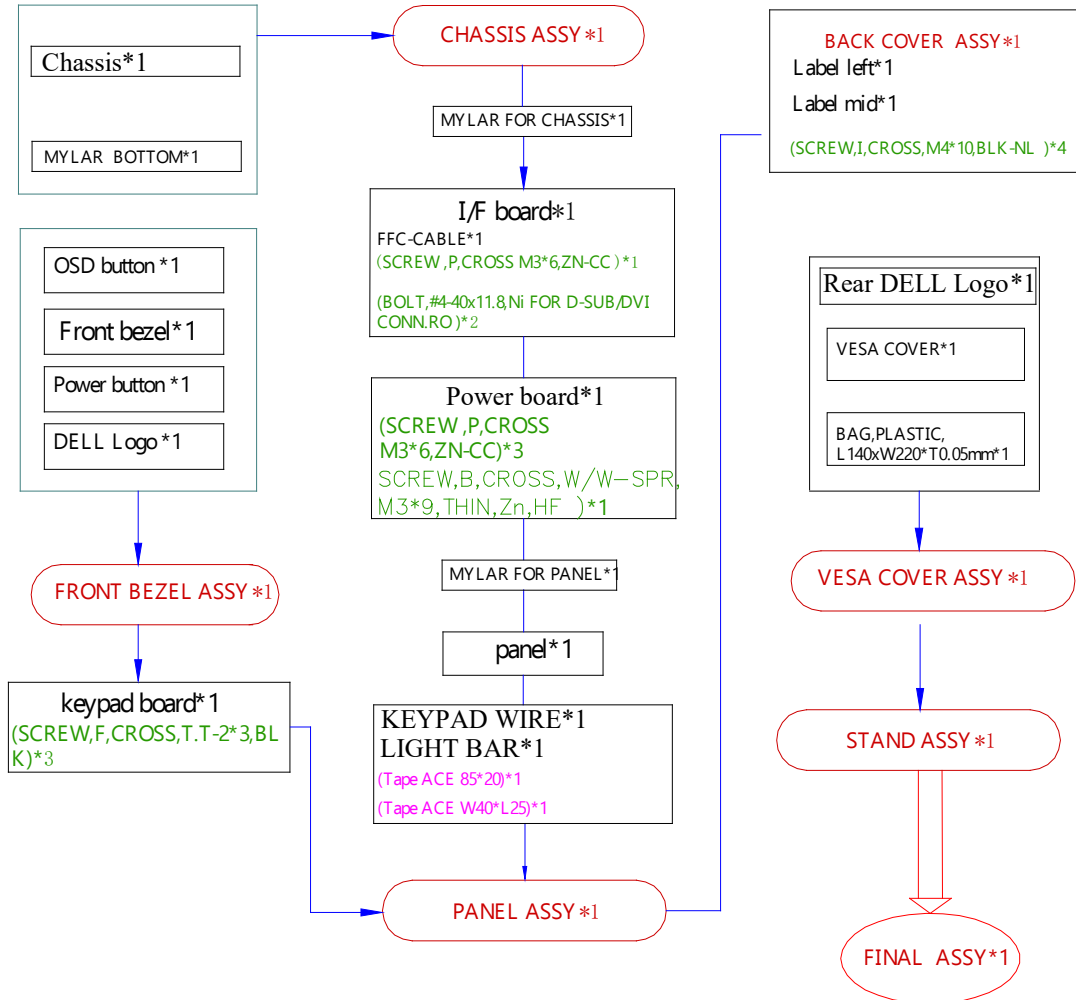 Chassis*1
MYLAR BOTTOM*1
OSD button *1
Front bezel*1
Power button *1
DELL Logo*1
FRONT BEZEL ASSY*1
keypad board*1
(SCREW,F,CROSS,T.T-2*3,BL
K)*3
CHASSIS ASSY*1
MYLAR FOR CHASSIS*1
I/F board*1
FFC-CABLE*1
(SCREW ,P,CROSS M3*6,ZN-CC )*1
(BOLT,#4-40x11.8,Ni FOR D-SUB/DVI
CONN.RO )*2
Power board*1
(SCREW ,P,CROSS
M3*6,ZN-CC)*3
SCREW,B,CROSS,W/W-SPR,
M3*9,THIN,Zn,HF )*1
MYLAR FOR PANEL*1
panel*1
KEYPAD WIRE*1
LIGHT BAR*1
(Tape ACE 85*20)*1
(Tape ACE W40*L25)*1
PANEL ASSY*1
BACK COVER ASSY*1
Label left*1
Label mid*1
(SCREW,I,CROSS,M4*10,BLK-NL )*4
Rear DELL Logo*1
VESA COVER*1
BAG,PLASTIC,
L140xW220*T0.05mm*1
VESA COVER ASSY*1
STAND ASSY*1
FINAL ASSY*1